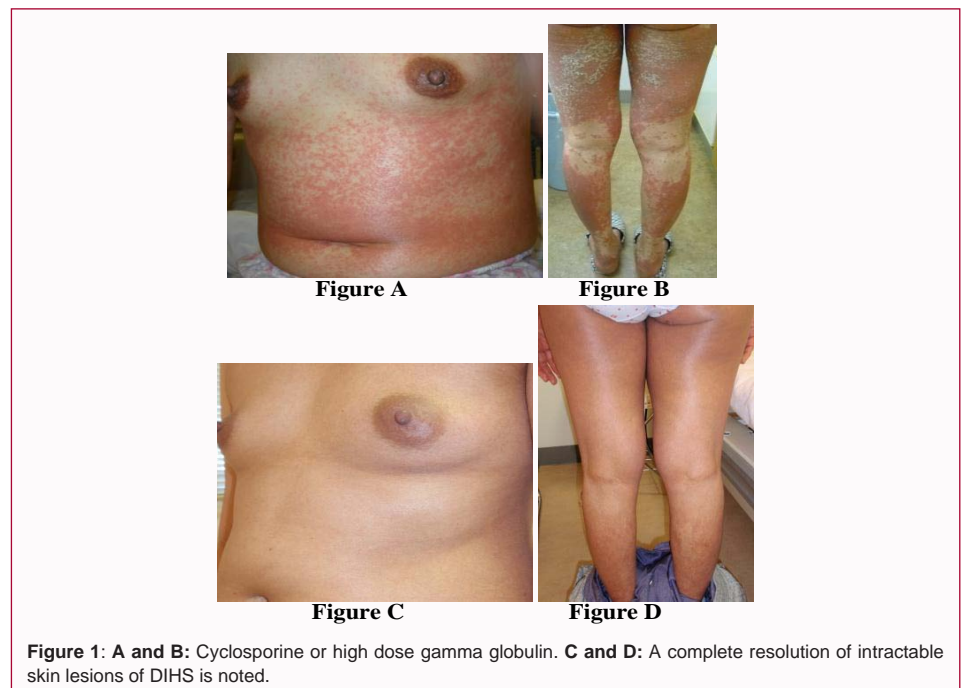 Figure A
Figure B
Figure C
Figure D
Figure 1: A and B: Cyclosporine or high dose gamma globulin. C and D: A complete resolution of intractable
skin lesions of DIHS is noted.